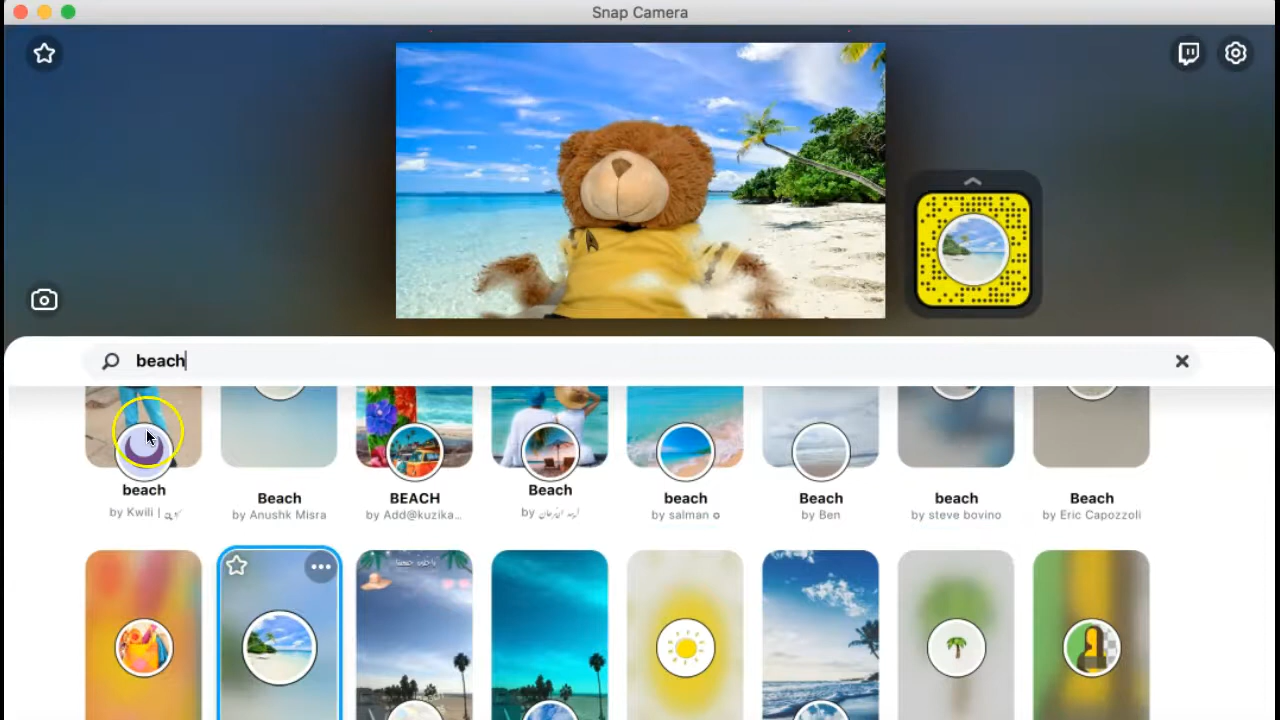 Snap Camera
beach
beach
Beach
BEACH
Beach
beach
Beach
beach
Beach
by Kwili |
by Anushk Misra
by Add@kuzika...
by
by salman
by Ben
by steve bovino
by Eric Capozzoli